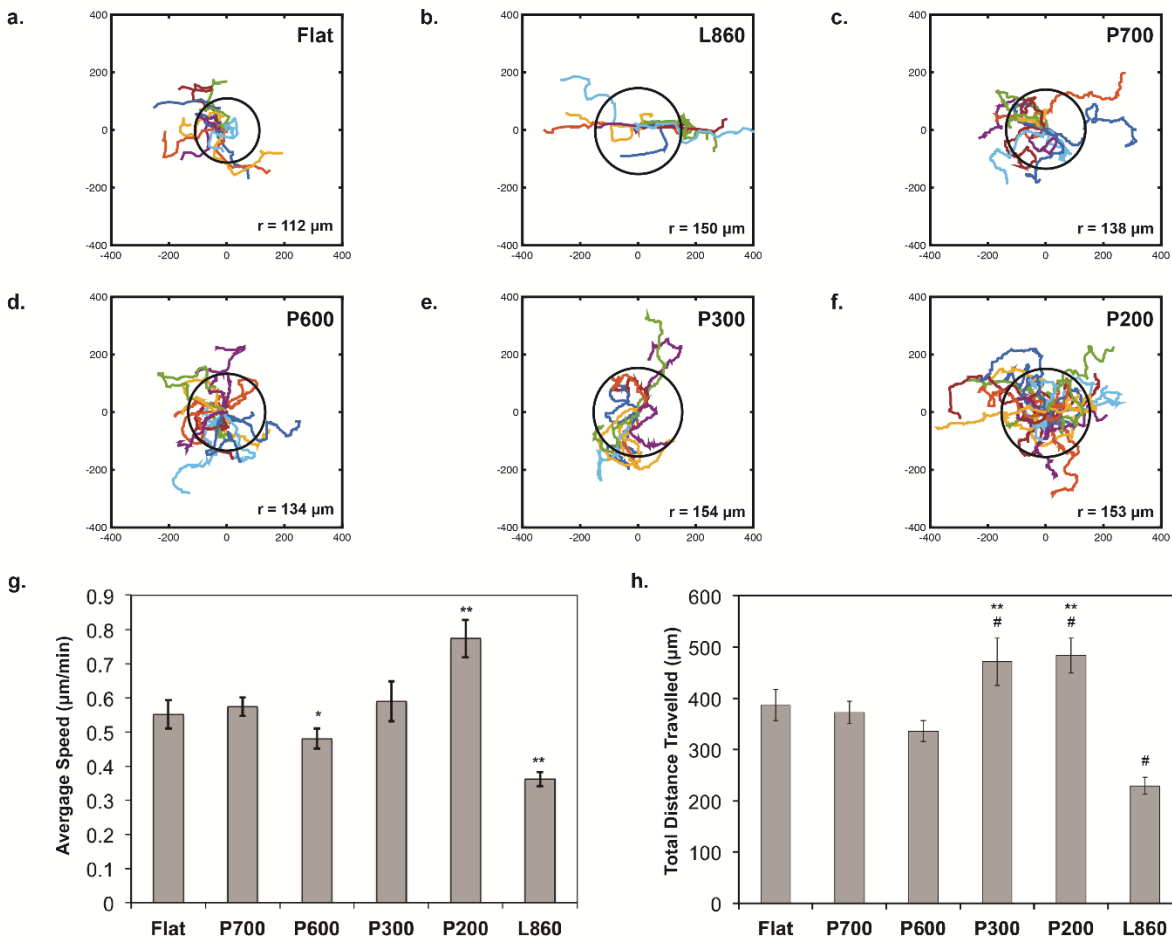 a.
Flat
400
200
0
-200
-400
-400 -200 0 200 400
r = 112 µm
b.
L860
400
200
0
-200
-400
-400 -200 0 200 400
r = 150 µm
c.
P700
400
200
0
-200
-400
-400 -200 0 200 400
r = 138 µm
d.
P600
400
200
0
-200
-400
-400 -200 0 200 400
r = 134 µm
e.
P300
400
200
0
-200
-400
-400 -200 0 200 400
r = 154 µm
f.
P200
400
200
0
-200
-400
-400 -200 0 200 400
r = 153 µm
g.
Avergage Speed (µm/min)
0.9
0.8
0.7
0.6
0.5
0.4
0.3
0.2
0.1
0
* ** **
Flat P700 P600 P300 P200 L860
h.
Total Distance Travelled (µm)
600
500
400
300
200
100
0
** **
# # #
Flat P700 P600 P300 P200 L860